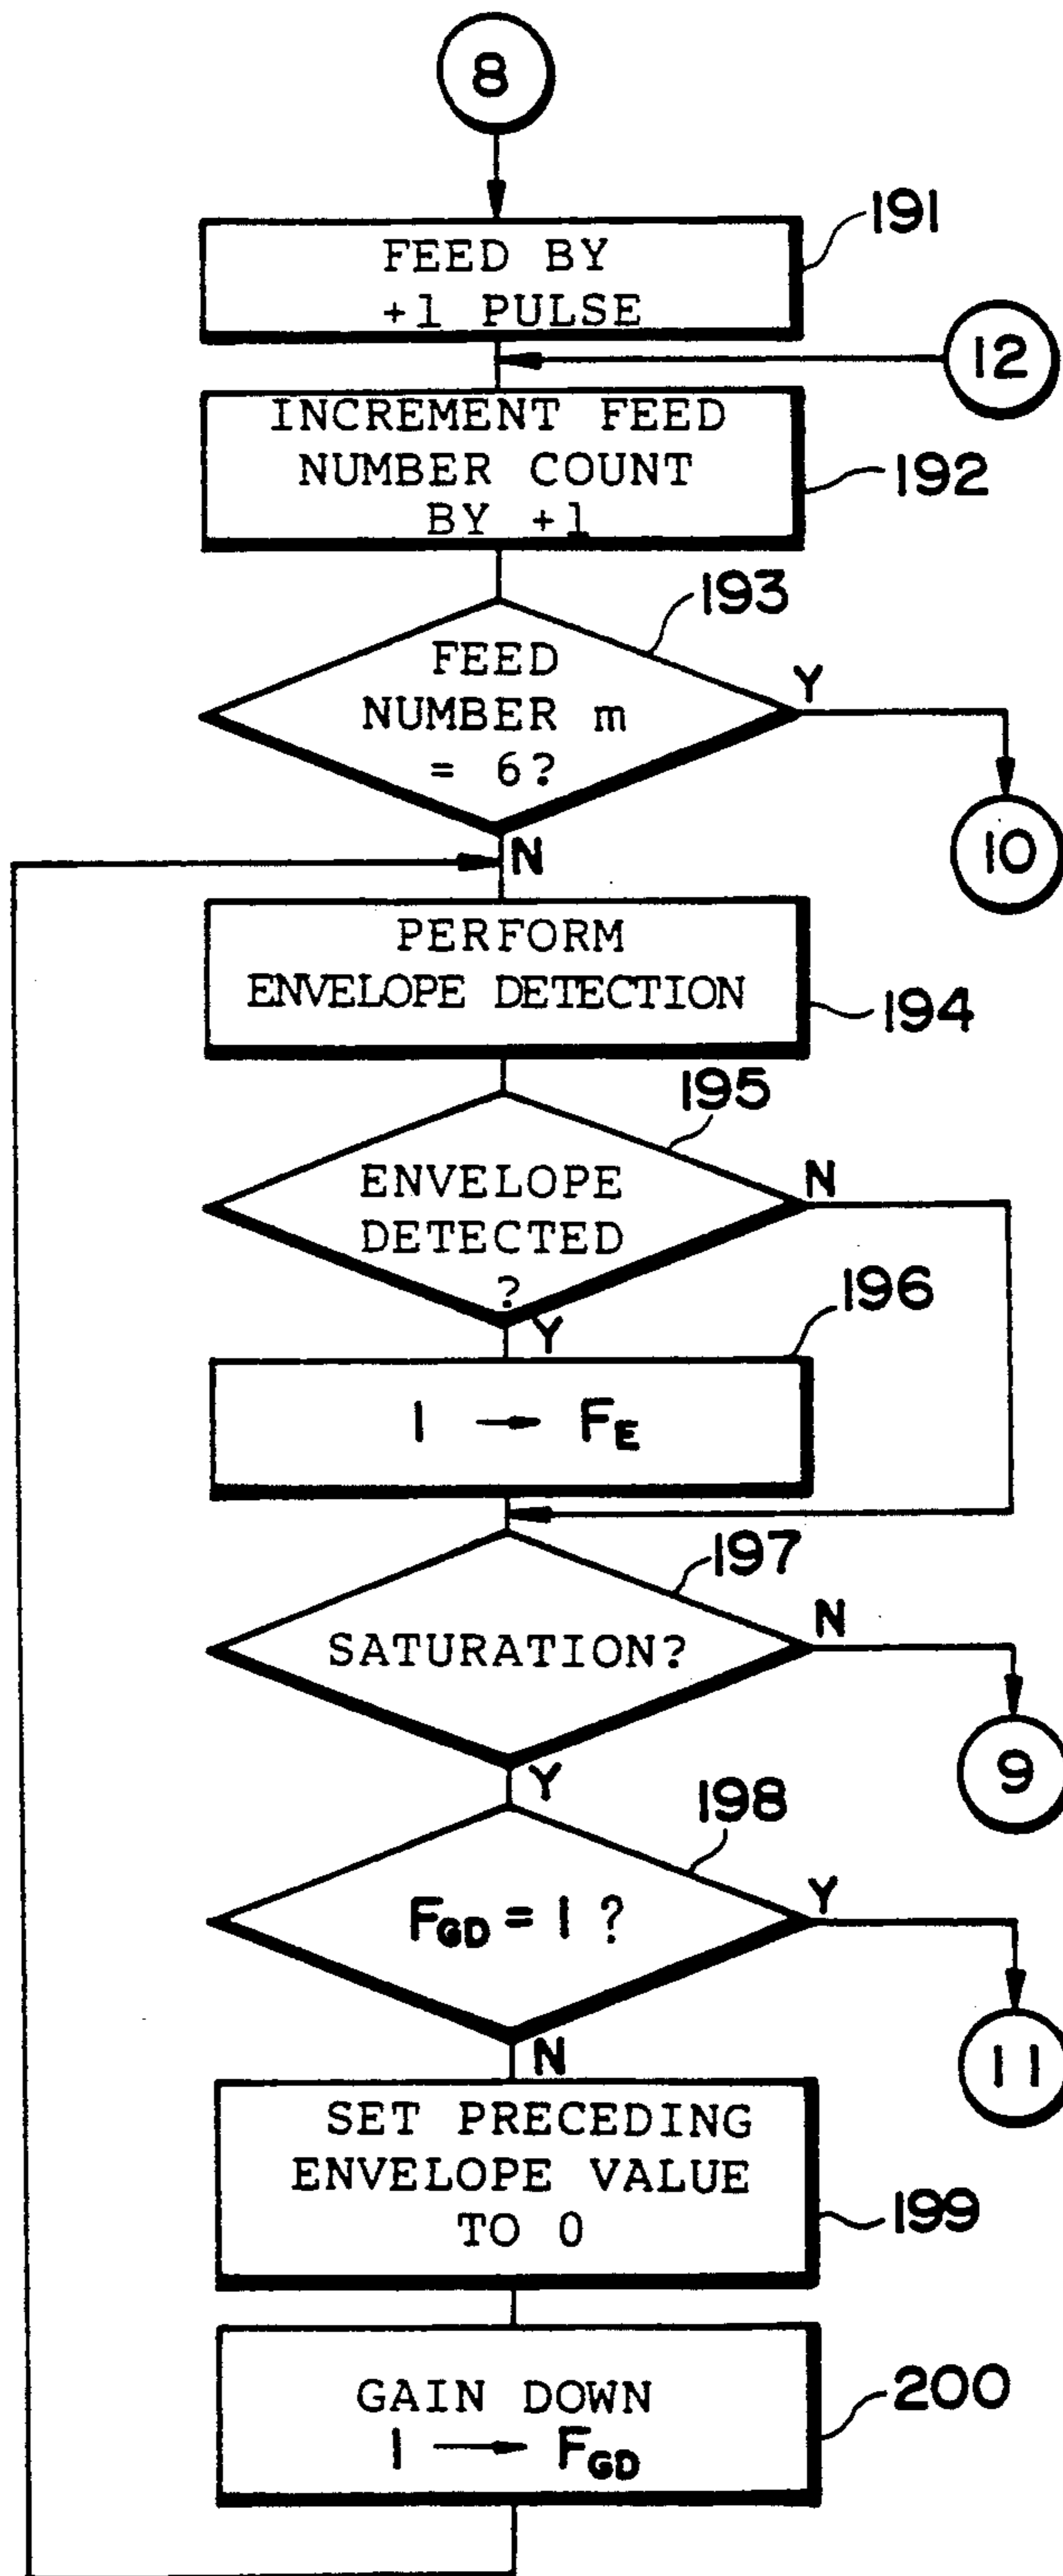 8
191
FEED BY
+1 PULSE
12
INCREMENT FEED
NUMBER COUNT
BY +1
192
193
FEED
NUMBER m
= 6?
Y
10
N
PERFORM
ENVELOPE DETECTION
194
195
ENVELOPE
DETECTED
?
N
Y
196
1 → FE
197
SATURATION?
N
9
Y
198
FGD = 1 ?
Y
11
N
SET PRECEDING
ENVELOPE VALUE
TO 0
199
GAIN DOWN
1 → FGD
200